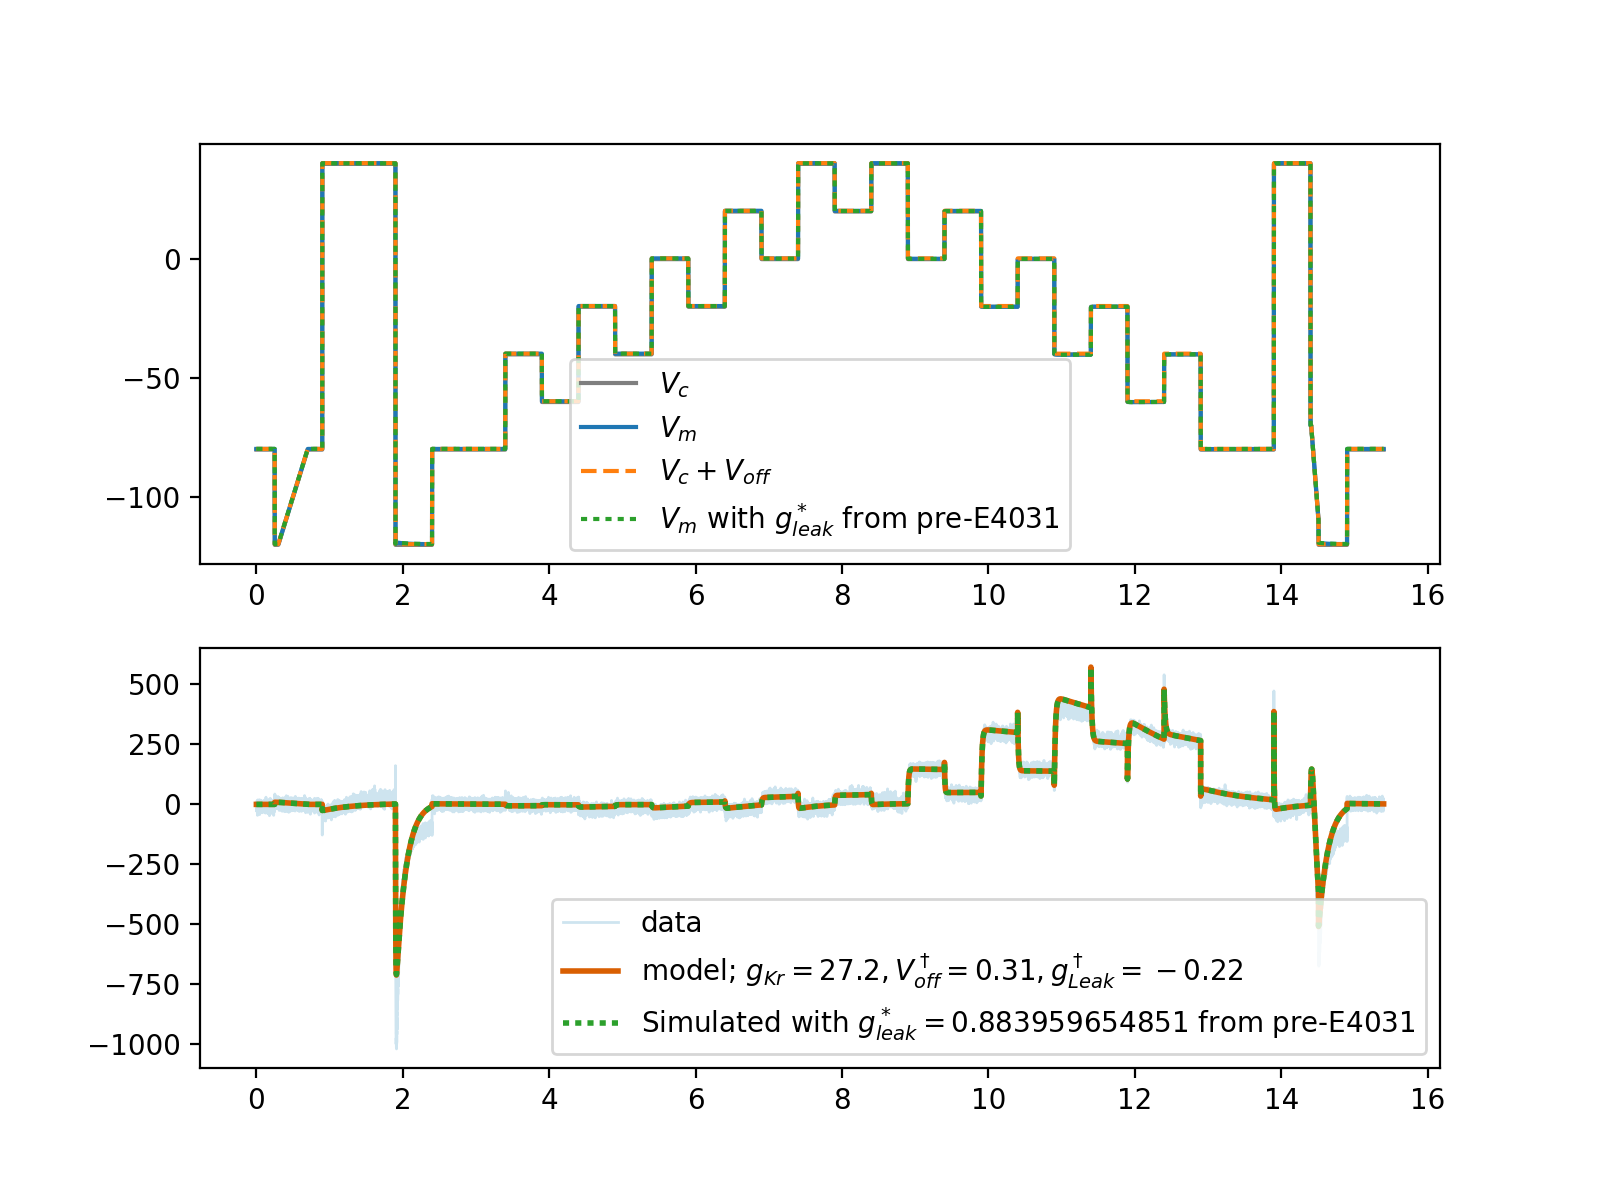 0
−50
−100
V_c
V_m
V_c + V_off
V_m with g*_leak from pre-E4031
0 2 4 6 8 10 12 14 16
500
250
0
−250
−500
−750
−1000
data
model; g_Kr = 27.2, V†_off = 0.31, g†_Leak = −0.22
Simulated with g*_leak = 0.883959654851 from pre-E4031
0 2 4 6 8 10 12 14 16